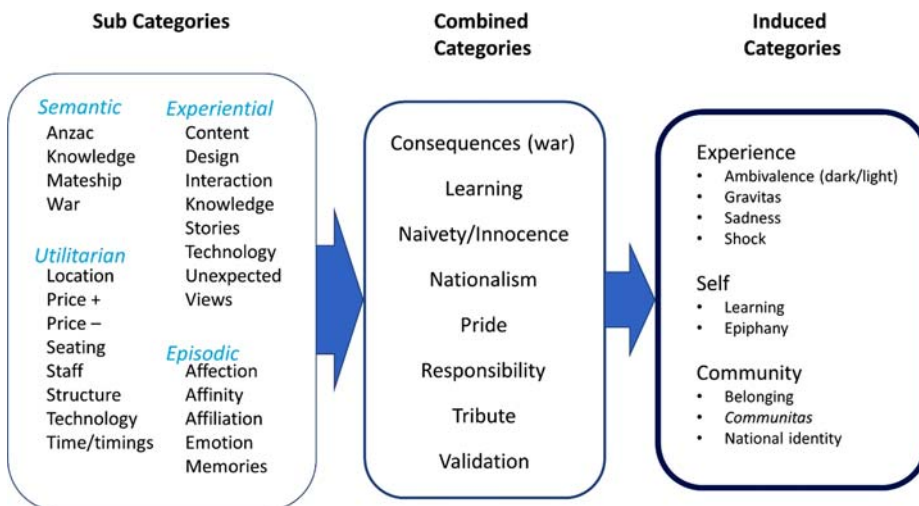 Sub Categories
Combined
Categories
Induced
Categories
Semantic
Anzac
Knowledge
Mateship
War
Utilitarian
Location
Price +
Price –
Seating
Staff
Structure
Technology
Time/timings
Experiential
Content
Design
Interaction
Knowledge
Stories
Technology
Unexpected
Views
Episodic
Affection
Affinity
Affiliation
Emotion
Memories
Consequences (war)
Learning
Naivety/Innocence
Nationalism
Pride
Responsibility
Tribute
Validation
Experience
• Ambivalence (dark/light)
• Gravitas
• Sadness
• Shock
Self
• Learning
• Epiphany
Community
• Belonging
• Communitas
• National identity